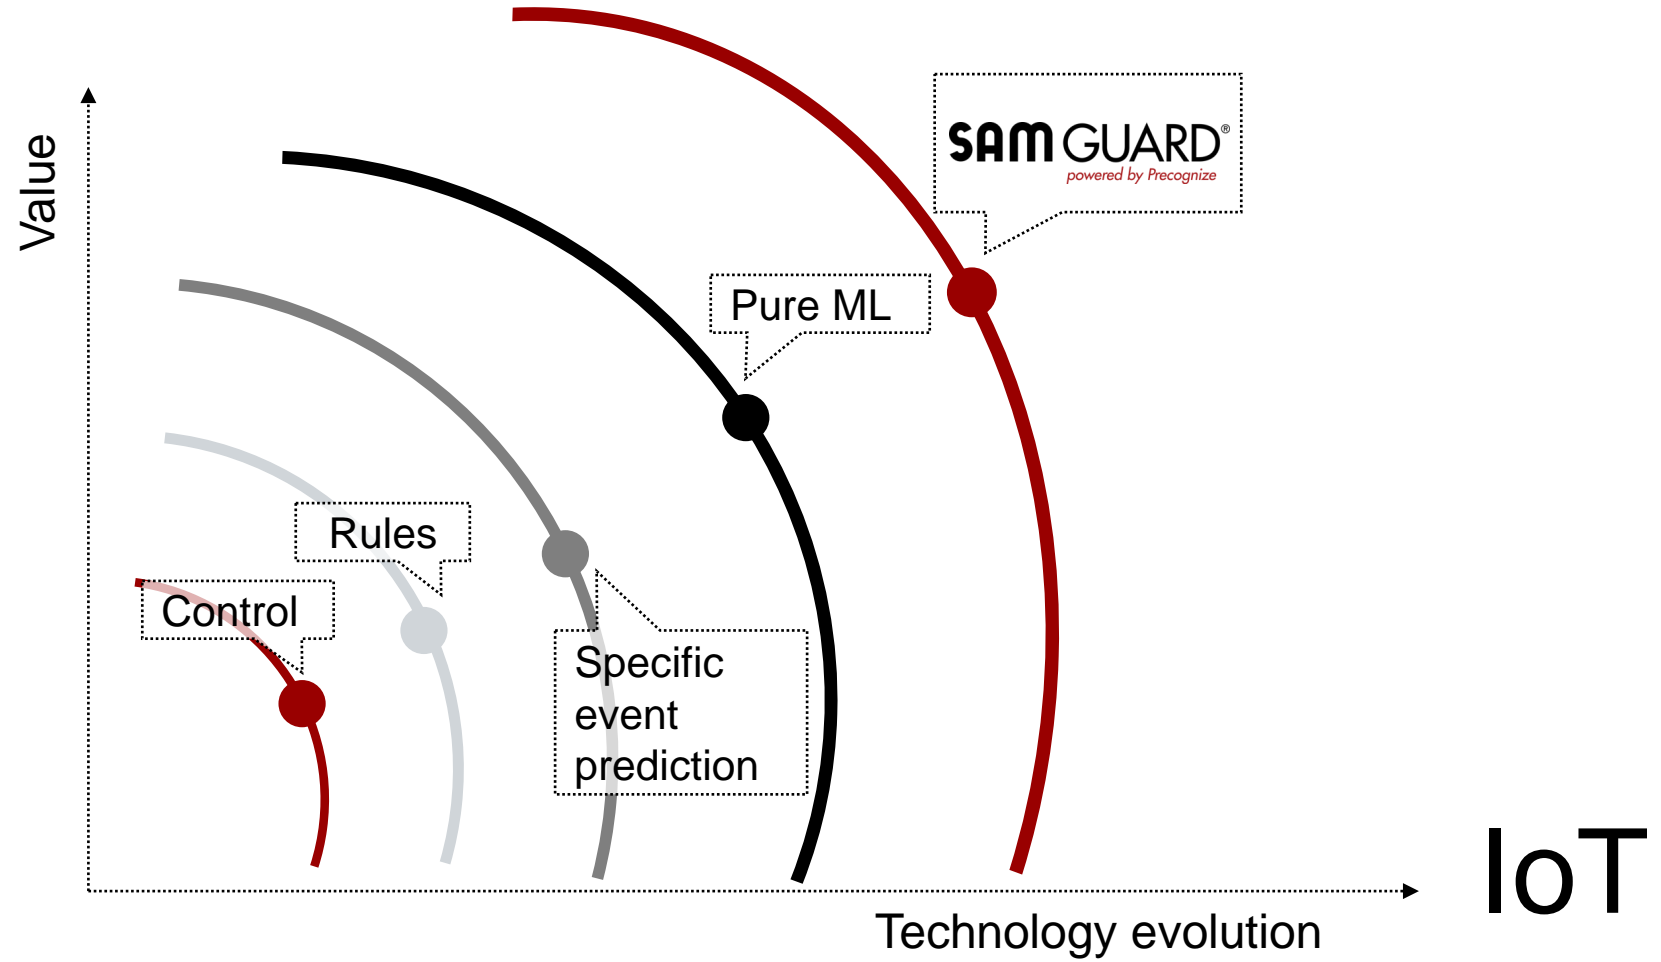 Value
SAM GUARD®
powered by Precognize
Pure ML
Rules
Control
Specific
event
prediction
IoT
Technology evolution